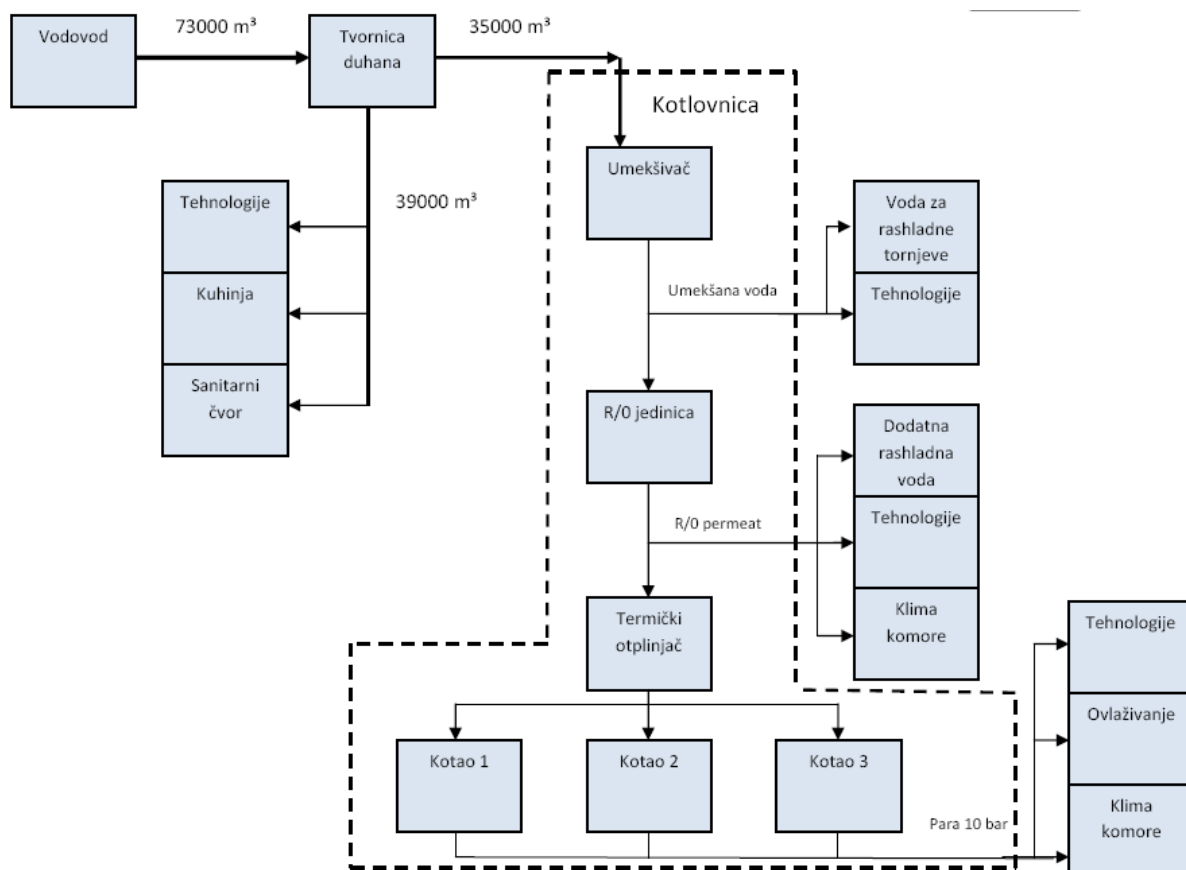 Vodovod
73000 m³
Tvornica
duhana
35000 m³
Kotlovnica
Umekšivač
Tehnologije
39000 m³
Kuhinja
Sanitarni
čvor
Voda za
rashladne
tornjeve
Umekšana voda
Tehnologije
R/0 jedinica
Dodatna
rashladna
voda
R/0 permeat
Tehnologije
Klima
komore
Termički
otplinjač
Tehnologije
Kotao 1
Kotao 2
Kotao 3
Ovlaživanje
Para 10 bar
Klima
komore